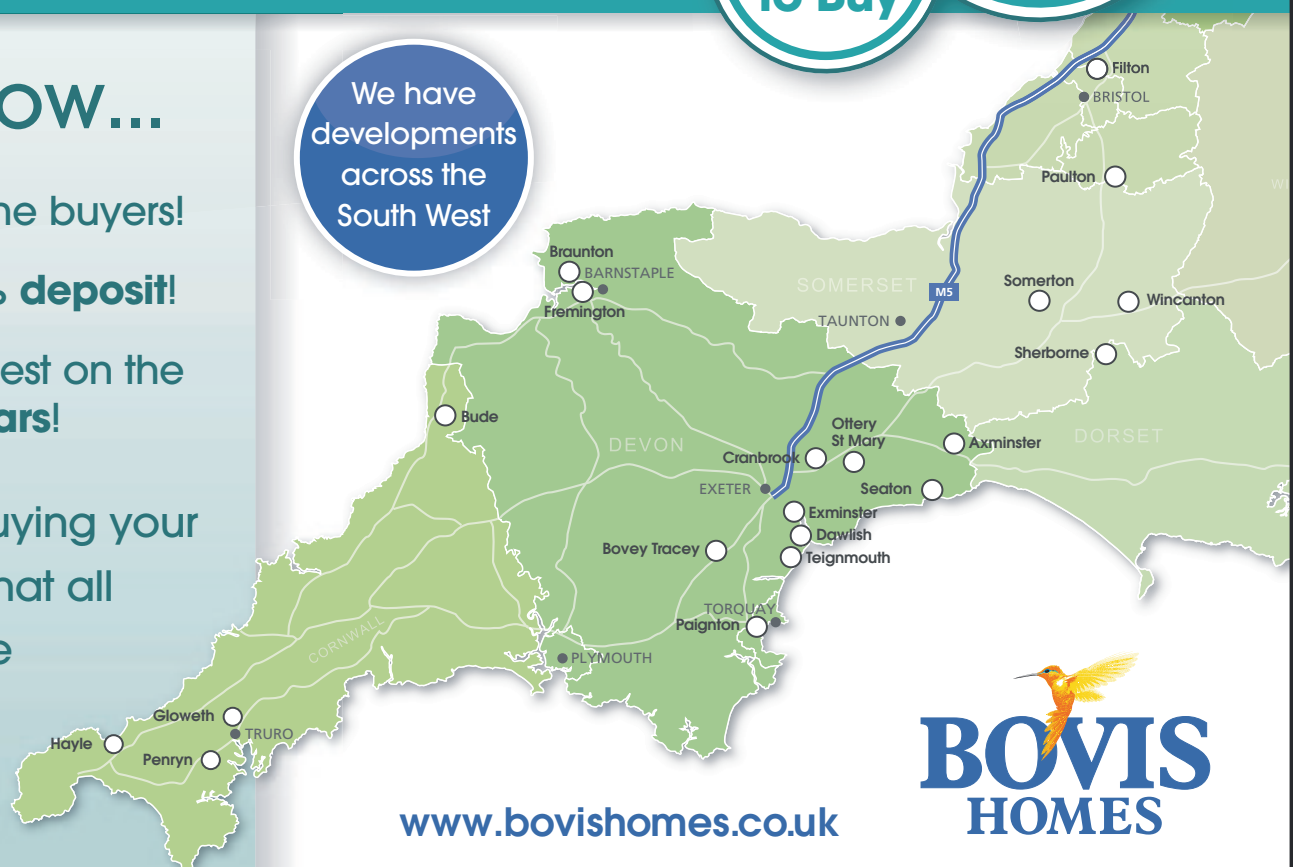 to Buy
ow...
ne buyers!
% deposit!
est on the
ars!
uying your
hat all
e
We have
developments
across the
South West
Filton
BRISTOL
Paulton
Braunton
BARNSTAPLE
Fremington
SOMERSET
M5
TAUNTON
Somerton
Wincanton
Sherborne
Bude
DEVON
Ottery
St Mary
Cranbrook
Axminster
DORSET
EXETER
Seaton
Exminster
Dawlish
Bovey Tracey
Teignmouth
TORQUAY
Paignton
CORNWALL
PLYMOUTH
Gloweth
TRURO
Hayle
Penryn
BOVIS
HOMES
www.bovishomes.co.uk